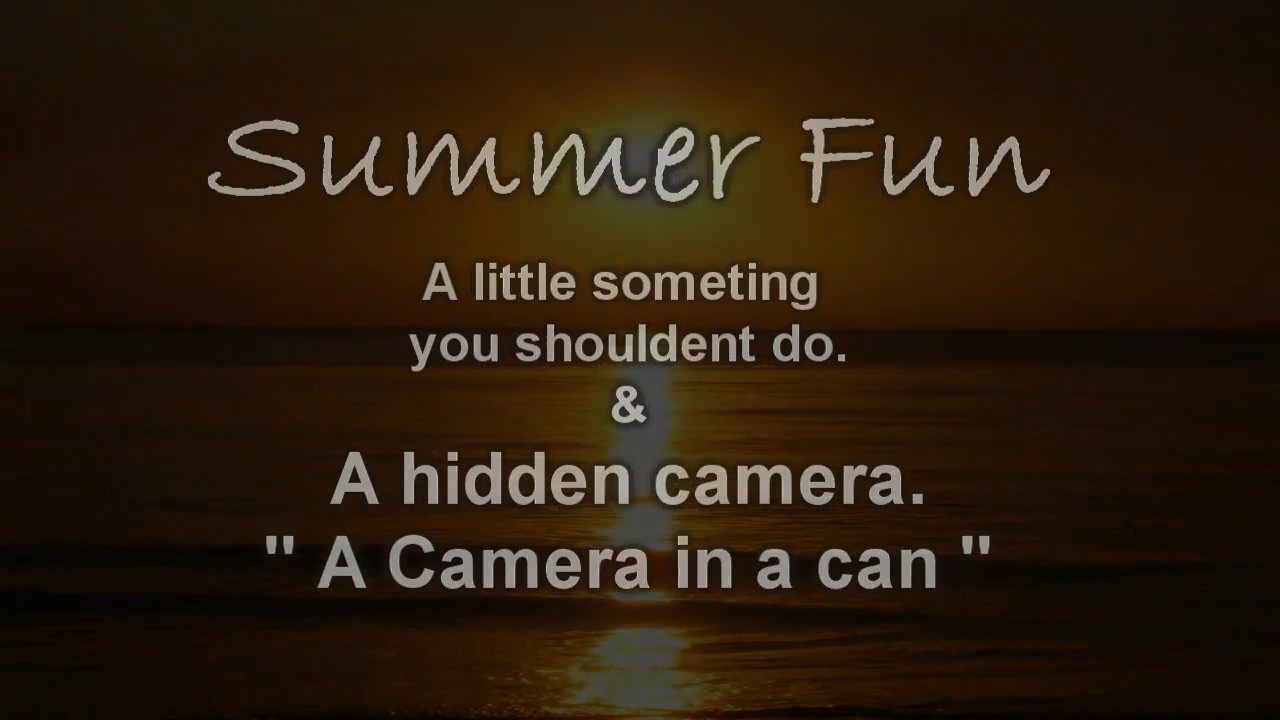 Summer Fun
A little someting
you shouldent do.
&
A hidden camera.
" A Camera in a can "